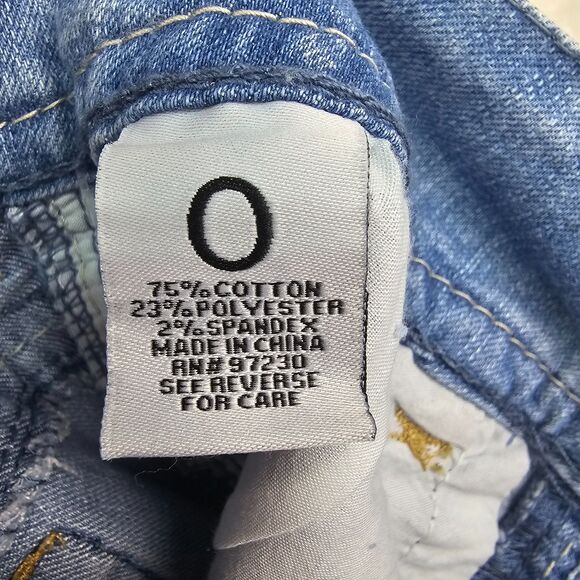 0
75% COTTON
23% POLYESTER
2% SPANDEX
MADE IN CHINA
RN# 97230
SEE REVERSE
FOR CARE